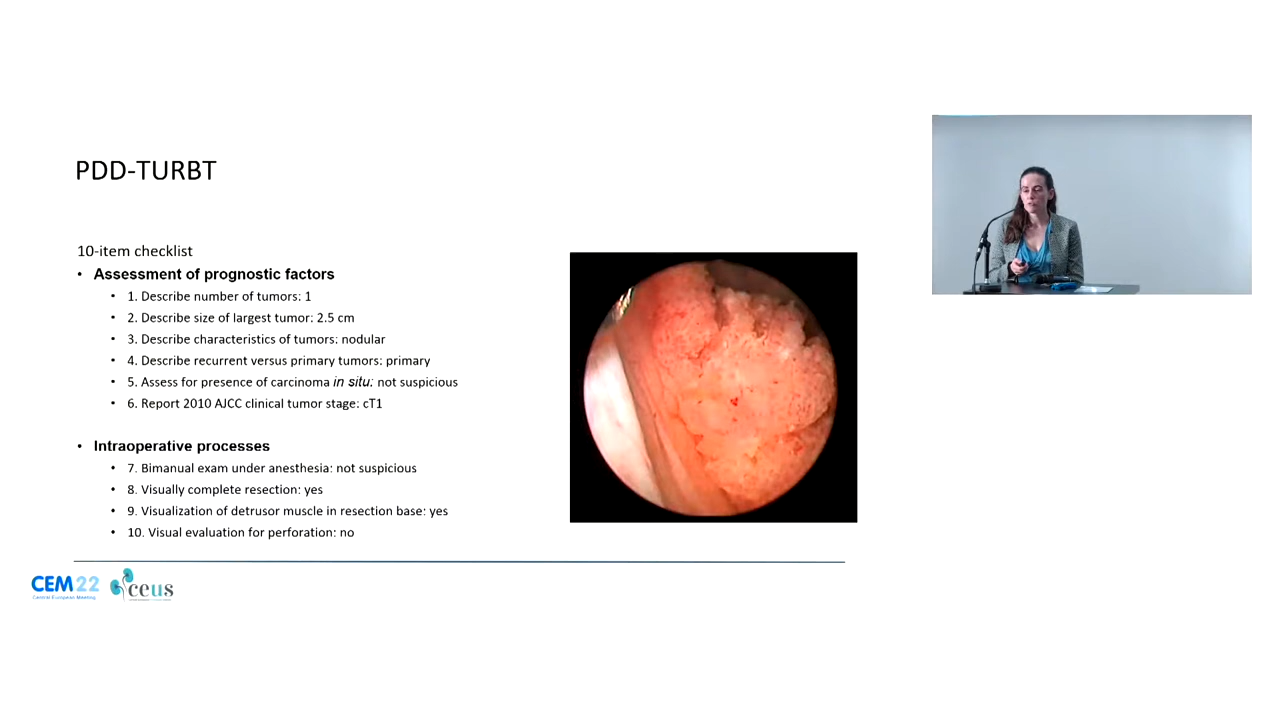 PDD-TURBT
10-item checklist
• Assessment of prognostic factors
• 1. Describe number of tumors: 1
• 2. Describe size of largest tumor: 2.5 cm
• 3. Describe characteristics of tumors: nodular
• 4. Describe recurrent versus primary tumors: primary
• 5. Assess for presence of carcinoma in situ: not suspicious
• 6. Report 2010 AJCC clinical tumor stage: cT1
• Intraoperative processes
• 7. Bimanual exam under anesthesia: not suspicious
• 8. Visually complete resection: yes
• 9. Visualization of detrusor muscle in resection base: yes
• 10. Visual evaluation for perforation: no
CEM22
Central European Meeting
ceus